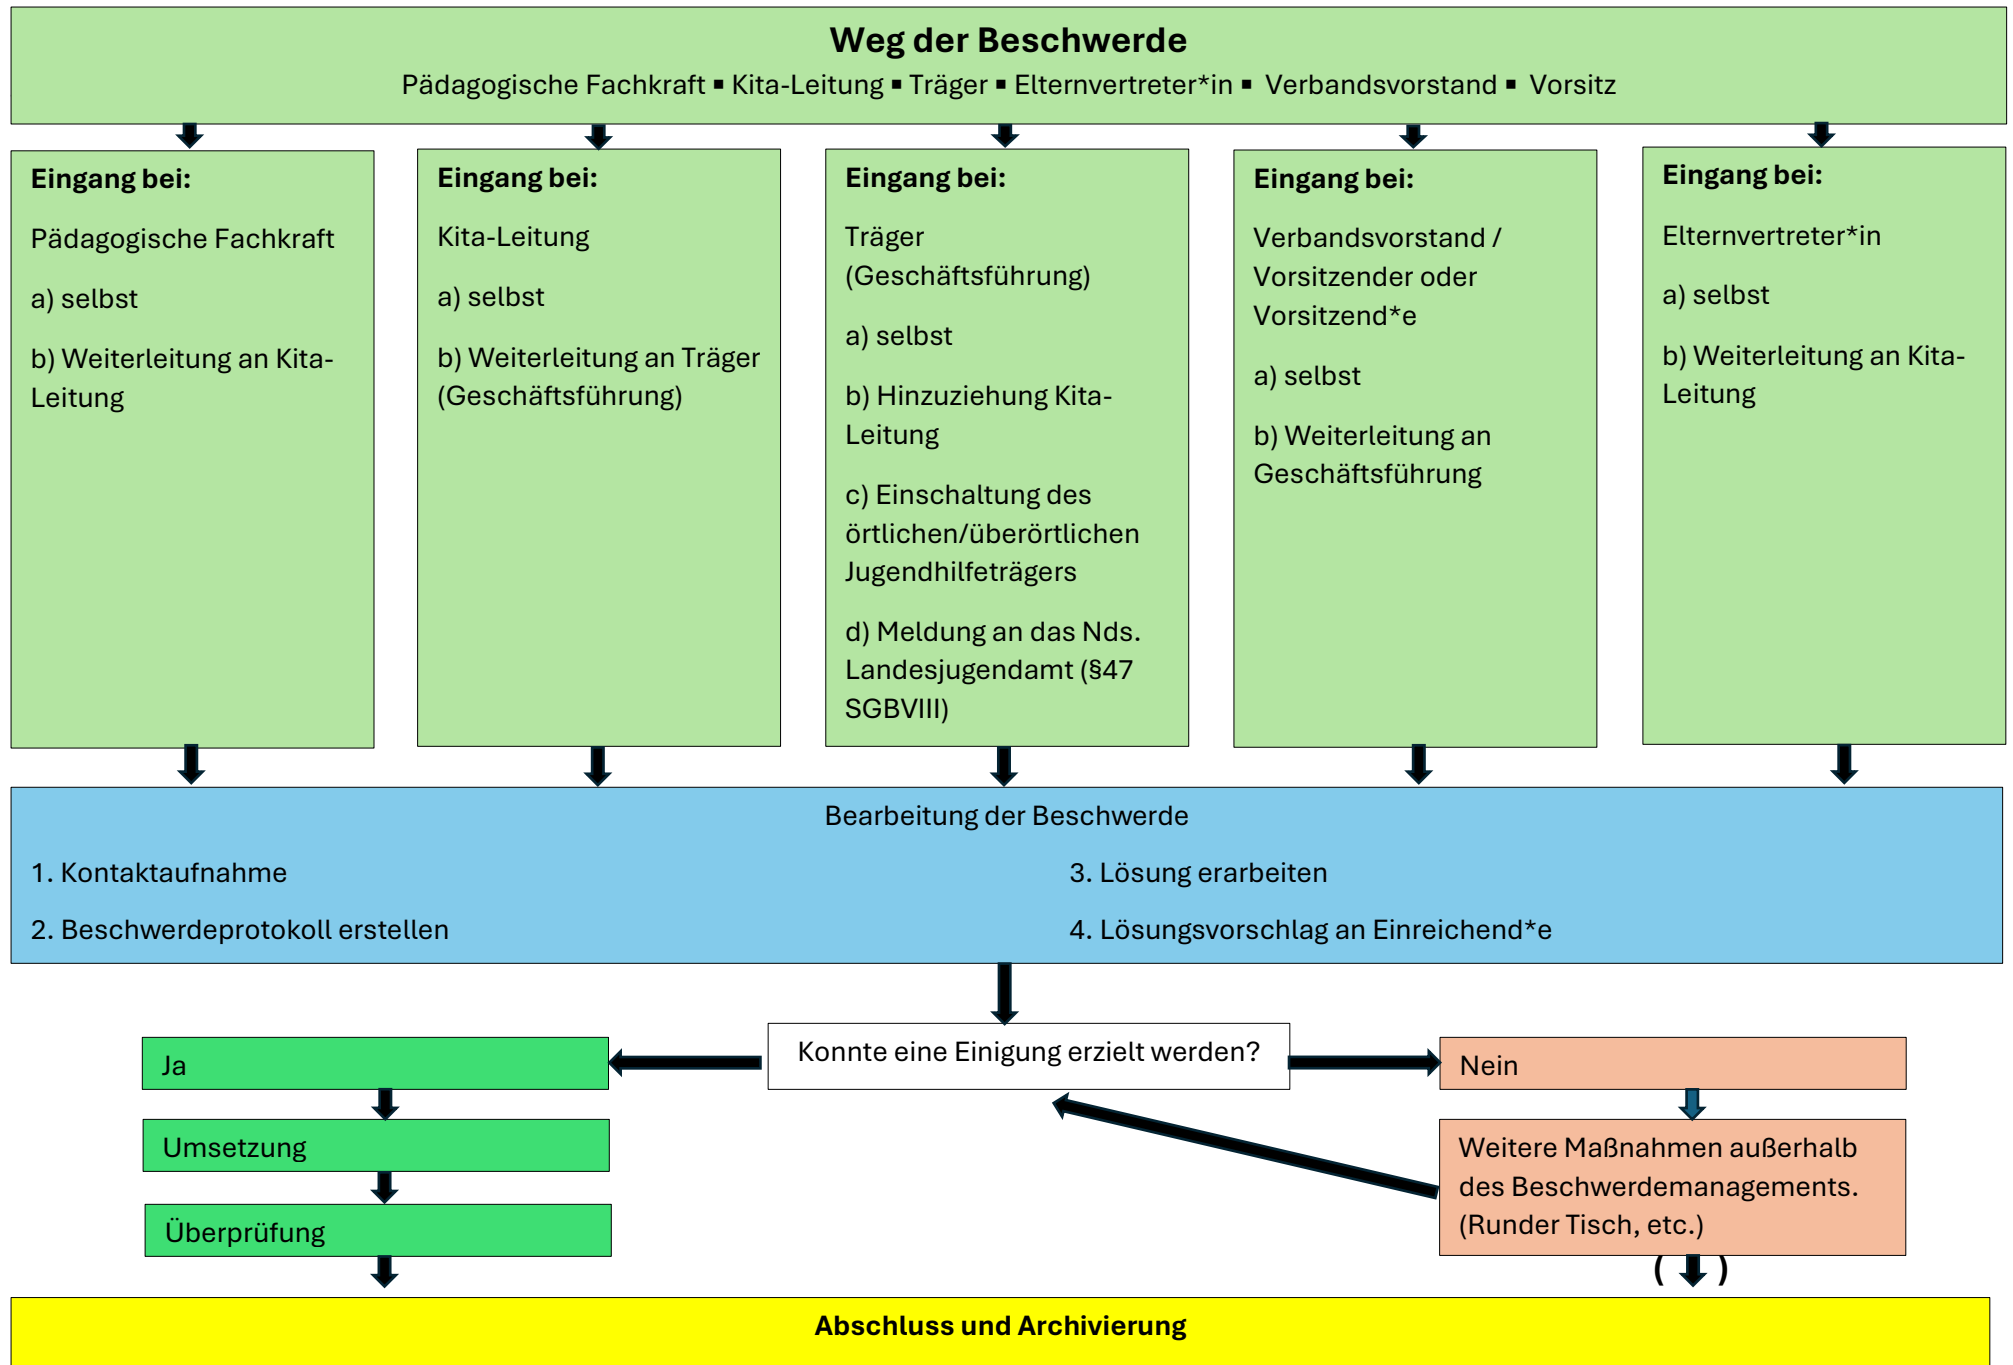 Weg der Beschwerde
Pädagogische Fachkraft ▪ Kita-Leitung ▪ Träger ▪ Elternvertreter*in ▪ Verbandsvorstand ▪ Vorsitz
Eingang bei:
Pädagogische Fachkraft
a) selbst
b) Weiterleitung an Kita-
Leitung
Eingang bei:
Kita-Leitung
a) selbst
b) Weiterleitung an Träger
(Geschäftsführung)
Eingang bei:
Träger
(Geschäftsführung)
a) selbst
b) Hinzuziehung Kita-
Leitung
c) Einschaltung des
örtlichen/überörtlichen
Jugendhilfeträgers
d) Meldung an das Nds.
Landesjugendamt (§47
SGBVIII)
Eingang bei:
Verbandsvorstand /
Vorsitzender oder
Vorsitzend*e
a) selbst
b) Weiterleitung an
Geschäftsführung
Eingang bei:
Elternvertreter*in
a) selbst
b) Weiterleitung an Kita-
Leitung
Bearbeitung der Beschwerde
1. Kontaktaufnahme
2. Beschwerdeprotokoll erstellen
3. Lösung erarbeiten
4. Lösungsvorschlag an Einreichend*e
Konnte eine Einigung erzielt werden?
Ja
Umsetzung
Überprüfung
Nein
Weitere Maßnahmen außerhalb
des Beschwerdemanagements.
(Runder Tisch, etc.)
( )
Abschluss und Archivierung